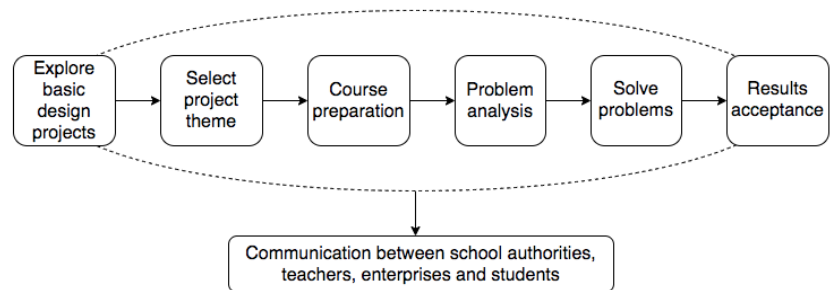 Explore
basic
design
projects
Select
project
theme
Course
preparation
Problem
analysis
Solve
problems
Results
acceptance
Communication between school authorities,
teachers, enterprises and students